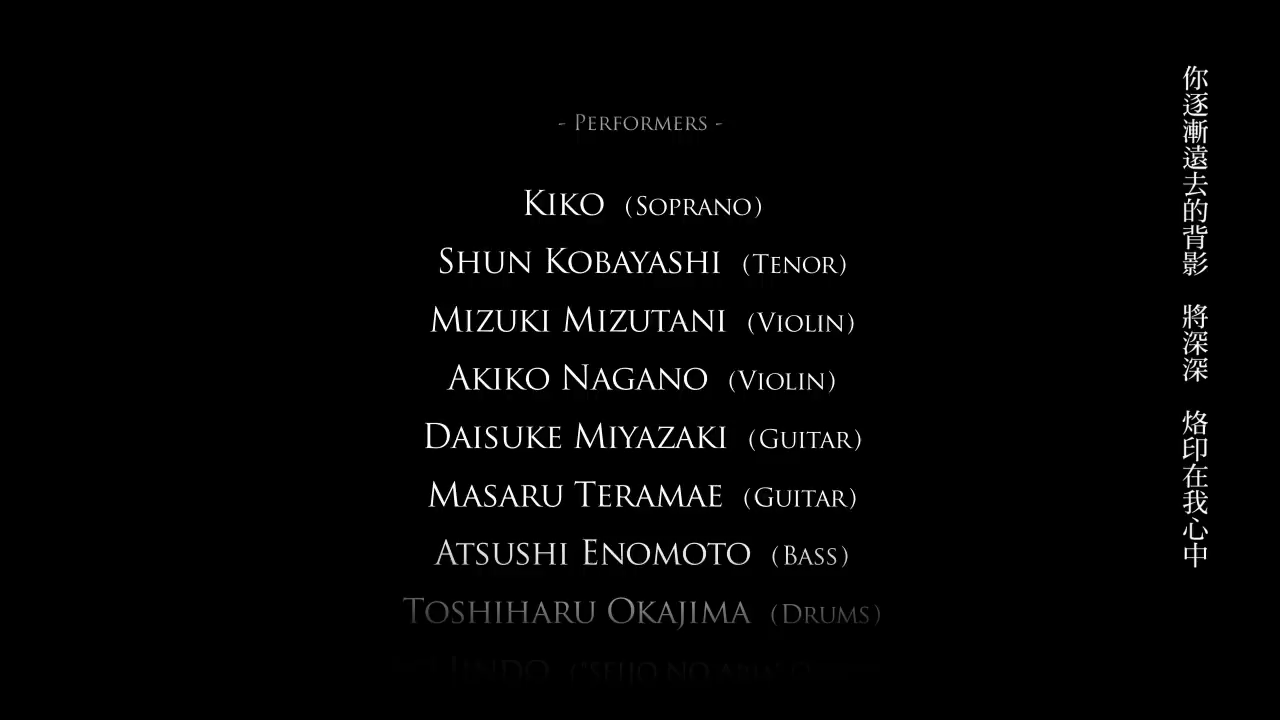 - Performers -
Kiko (Soprano)
Shun Kobayashi (Tenor)
Mizuki Mizutani (Violin)
Akiko Nagano (Violin)
Daisuke Miyazaki (Guitar)
Masaru Teramae (Guitar)
Atsushi Enomoto (Bass)
Toshiharu Okajima (Drums)
你逐漸遠去的背影 將深深 烙印在我心中